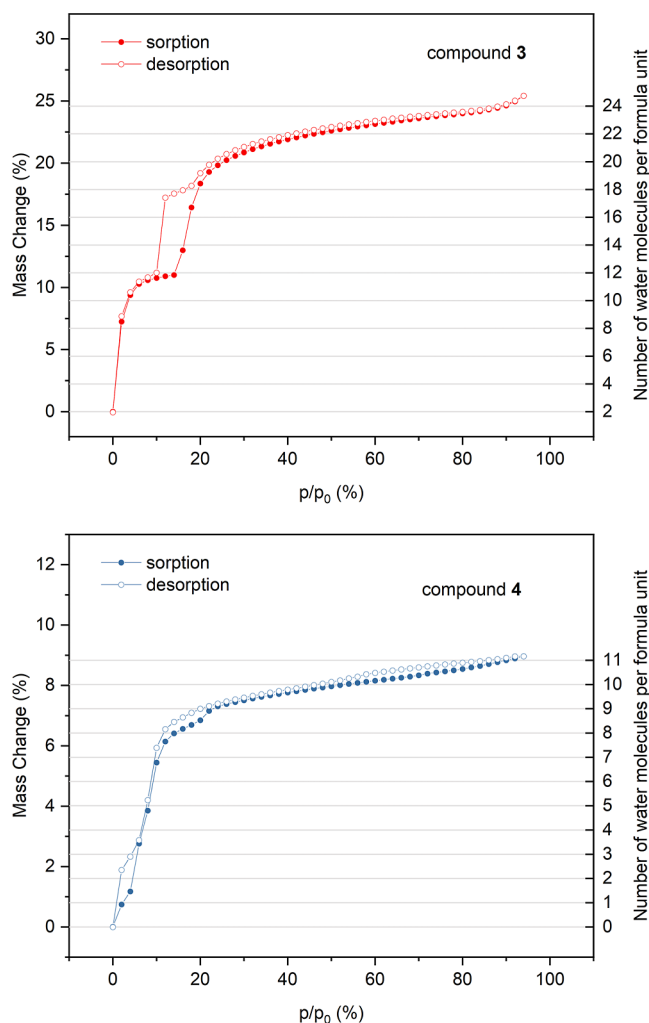 sorption
desorption
compound 3
Mass Change (%)
30
25
20
15
10
5
0
Number of water molecules per formula unit
24
22
20
18
16
14
12
10
8
6
4
2
0 20 40 60 80 100
p/p0 (%)
sorption
desorption
compound 4
Mass Change (%)
12
10
8
6
4
2
0
Number of water molecules per formula unit
11
10
9
8
7
6
5
4
3
2
1
0
0 20 40 60 80 100
p/p0 (%)